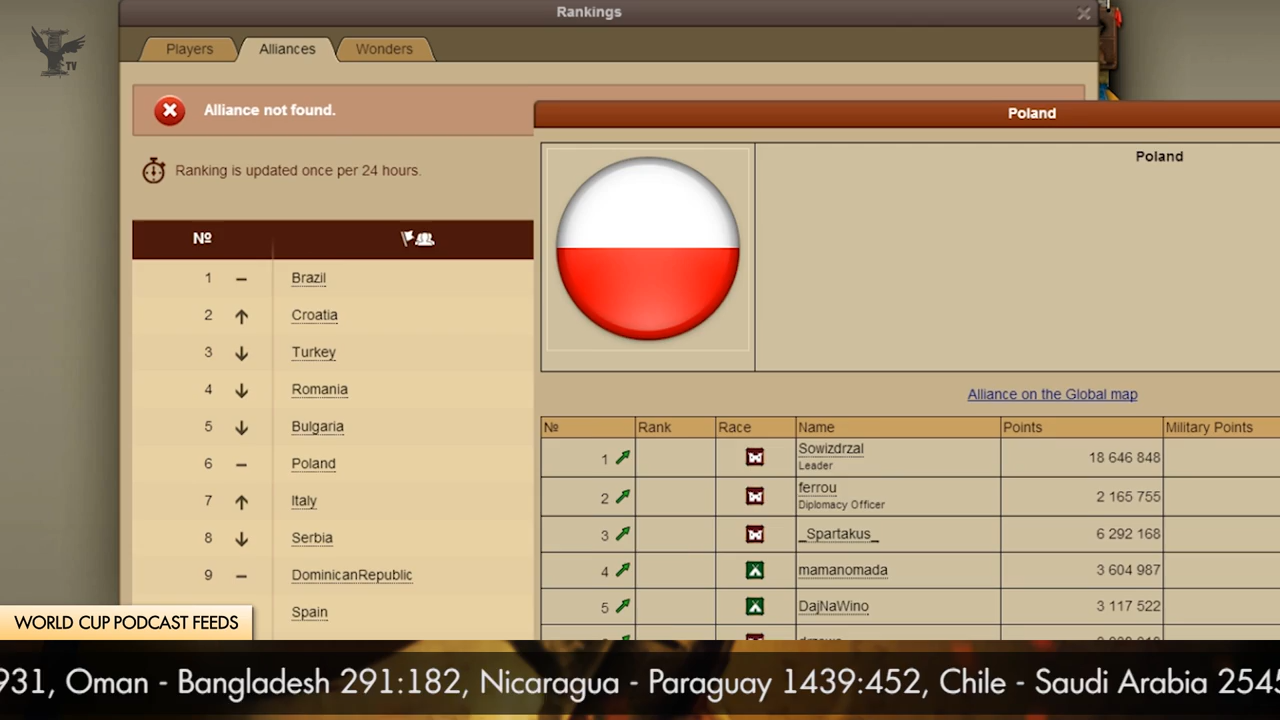 Rankings
TV
Players
Alliances
Wonders
Alliance not found.
Ranking is updated once per 24 hours.
Nº
1 – Brazil
2 Croatia
3 Turkey
4 Romania
5 Bulgaria
6 – Poland
7 Italy
8 Serbia
9 – DominicanRepublic
Spain
Poland
Poland
Alliance on the Global map
Nº Rank Race Name Points Military Points
1 Sowizdrzal 18 646 848
Leader
2 ferrou 2 165 755
Diplomacy Officer
3 _Spartakus_ 6 292 168
4 mamanomada 3 604 987
5 DajNaWino 3 117 522
WORLD CUP PODCAST FEEDS
931, Oman - Bangladesh 291:182, Nicaragua - Paraguay 1439:452, Chile - Saudi Arabia 2545